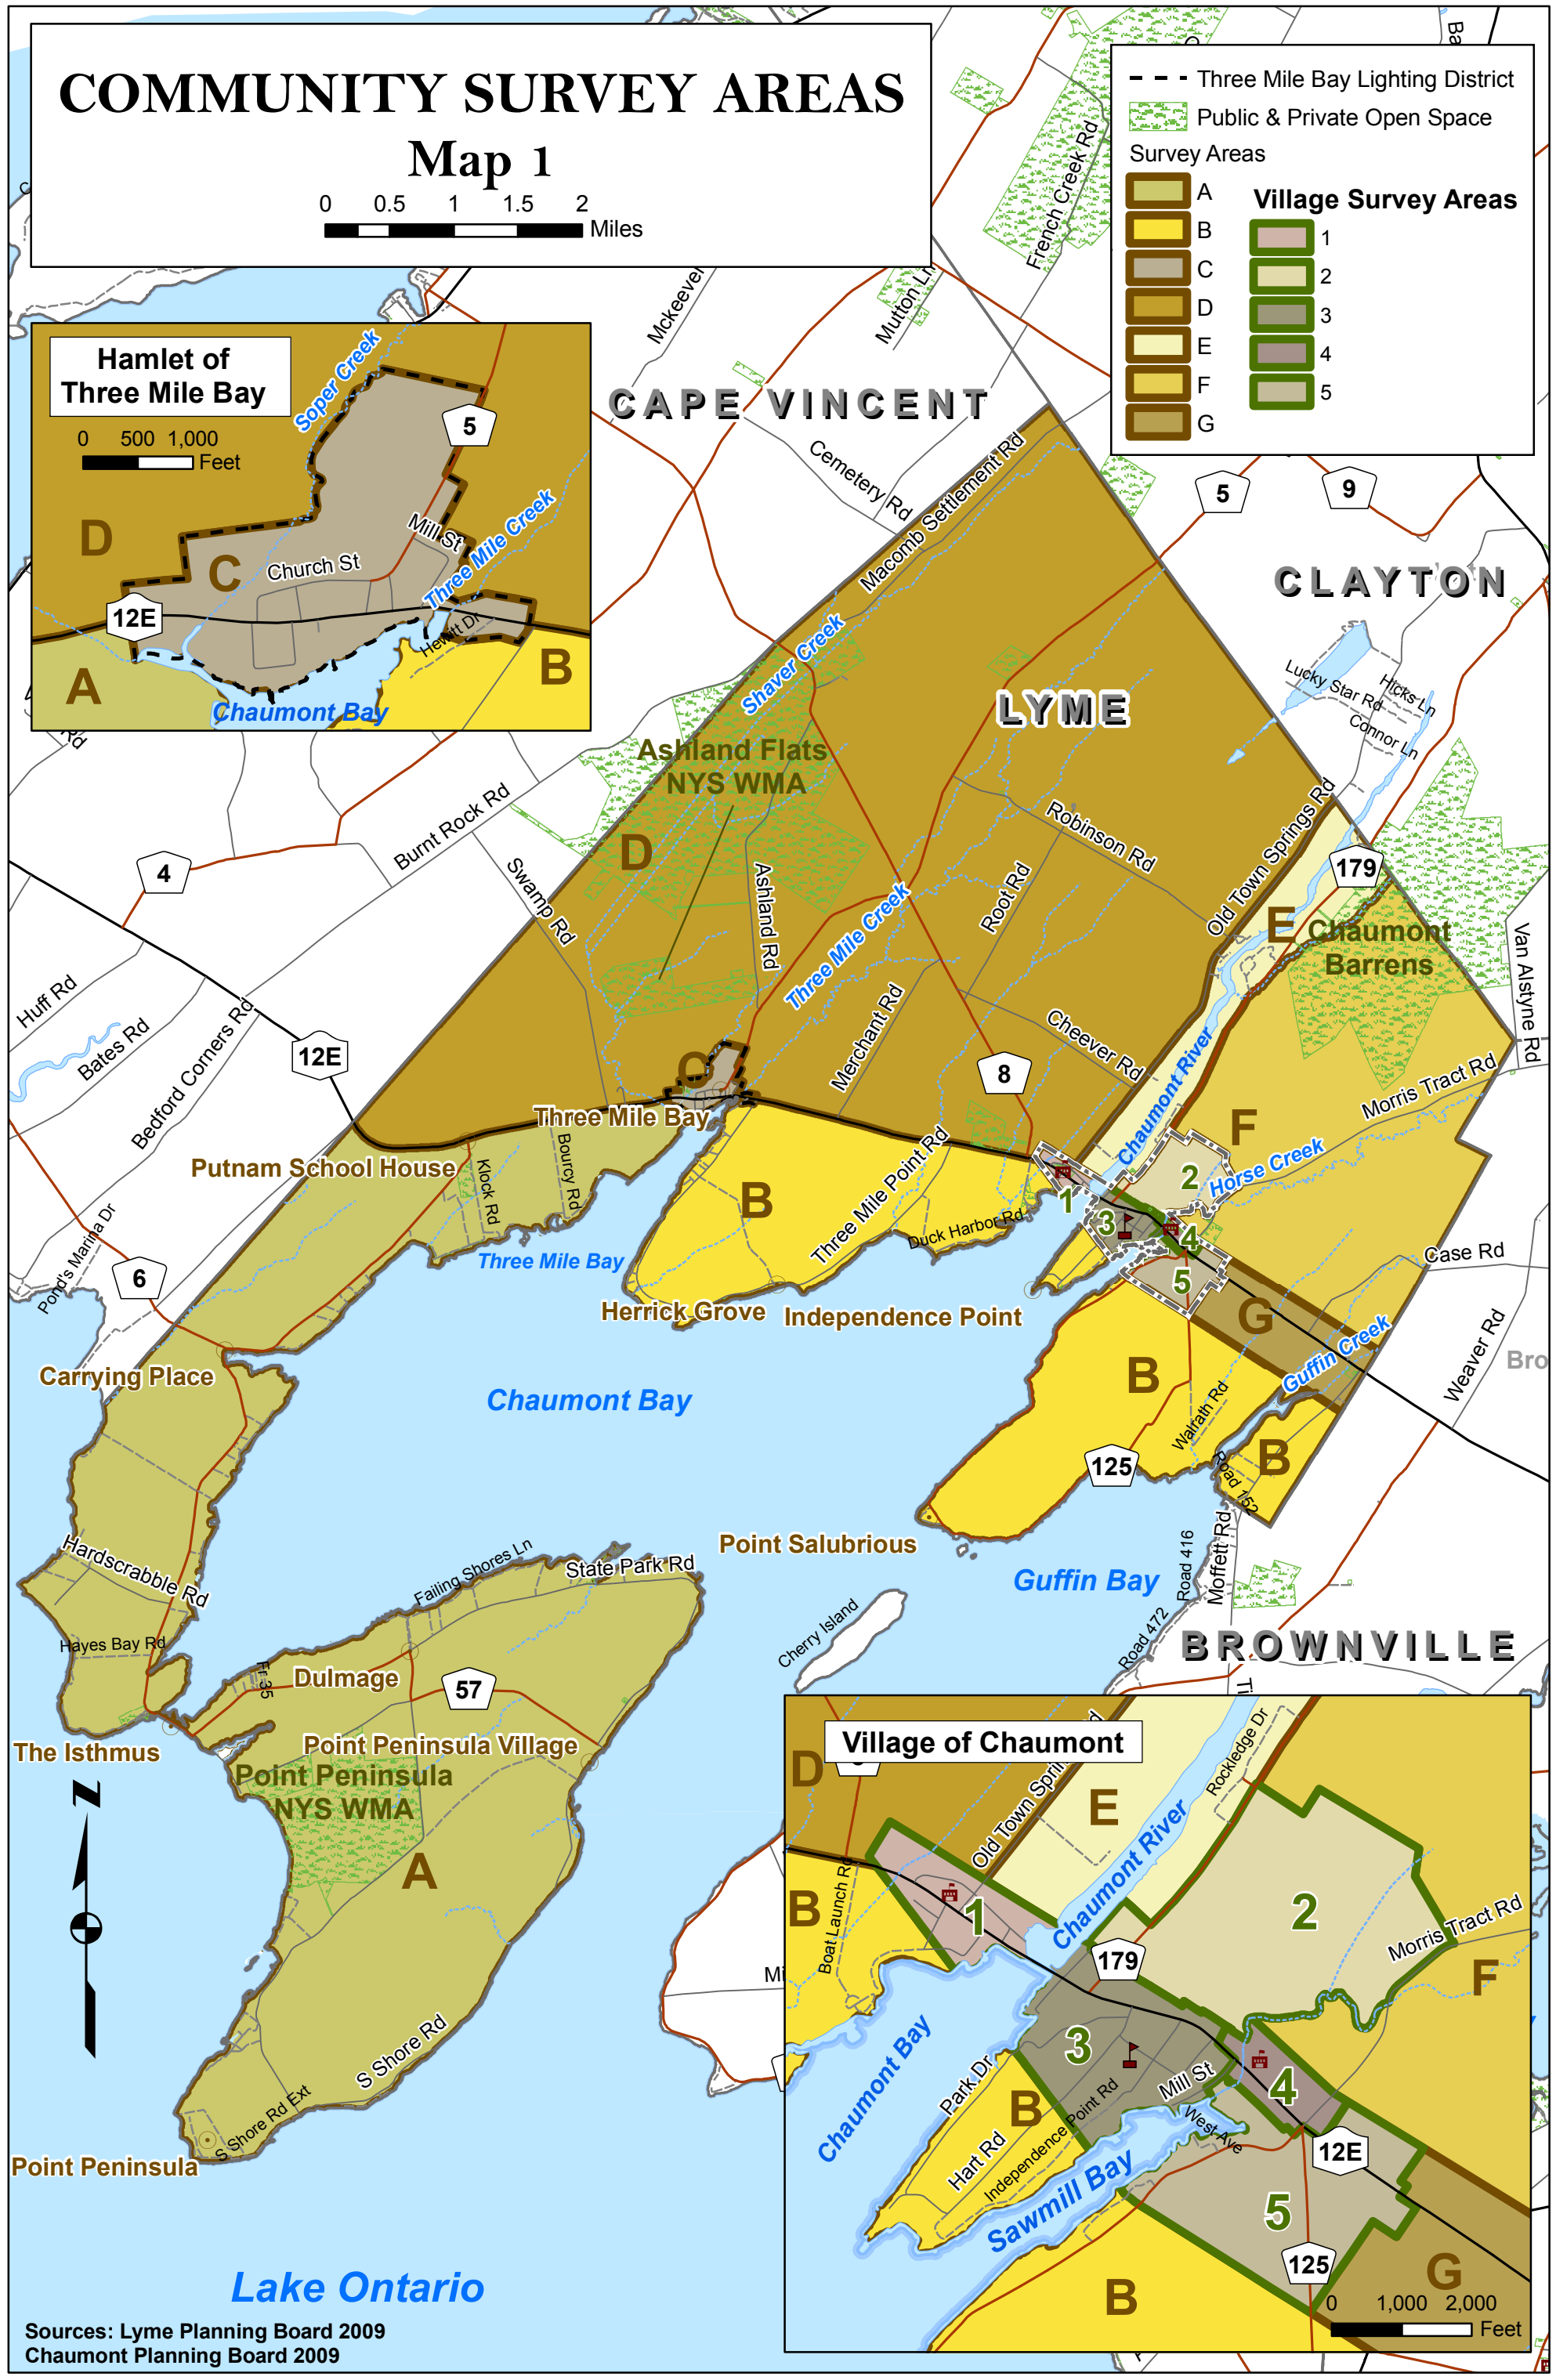 COMMUNITY SURVEY AREAS
Map 1
0 0.5 1 1.5 2
Miles
Three Mile Bay Lighting District
Public & Private Open Space
Survey Areas
A
B
C
D
E
F
G
Village Survey Areas
1
2
3
4
5
Hamlet of
Three Mile Bay
0 500 1,000
Feet
Soper Creek
5
D
C
Mill St
Church St
Three Mile Creek
12E
Hewitt Dr
A
B
Chaumont Bay
French Creek Rd
Mckeever
Mutton Ln
CAPE VINCENT
Cemetery Rd
Macomb Settlement Rd
5
9
CLAYTON
Shaver Creek
LYME
Lucky Star Rd
Hicks Ln
Connor Ln
Rd
Ashland Flats
NYS WMA
D
Burnt Rock Rd
Robinson Rd
Old Town Springs Rd
4
Swamp Rd
Ashland Rd
Root Rd
179
E
Chaumont
Barrens
Three Mile Creek
Van Alstyne Rd
Huff Rd
Bates Rd
Bedford Corners Rd
12E
Merchant Rd
Cheever Rd
8
C
Chaumont River
Morris Tract Rd
Three Mile Bay
F
Putnam School House
Klock Rd
Bourcy Rd
Three Mile Point Rd
Horse Creek
2
1
B
Duck Harbor Rd
3
4
5
Case Rd
Pond's Marina Dr
6
Three Mile Bay
Herrick Grove
Independence Point
G
Guffin Creek
Weaver Rd
Bro
Carrying Place
Chaumont Bay
B
Walrath Rd
125
B
Road 152
Point Salubrious
Hardscrabble Rd
Failing Shores Ln
State Park Rd
Guffin Bay
Road 416
Moffett Rd
Hayes Bay Rd
Cherry Island
Road 472
BROWNVILLE
Ti
Fr 35
Dulmage
57
The Isthmus
Point Peninsula Village
Point Peninsula
NYS WMA
A
N
S Shore Rd
S Shore Rd Ext
Point Peninsula
Mi
Lake Ontario
Sources: Lyme Planning Board 2009
Chaumont Planning Board 2009
Village of Chaumont
D
Old Town Spring
E
Rockledge Dr
Chaumont River
B
Boat Launch Rd
1
2
Morris Tract Rd
179
F
Chaumont Bay
3
Park Dr
Mill St
4
B
Independence Point Rd
Hart Rd
West Ave
12E
Sawmill Bay
5
125
G
B
0 1,000 2,000
Feet